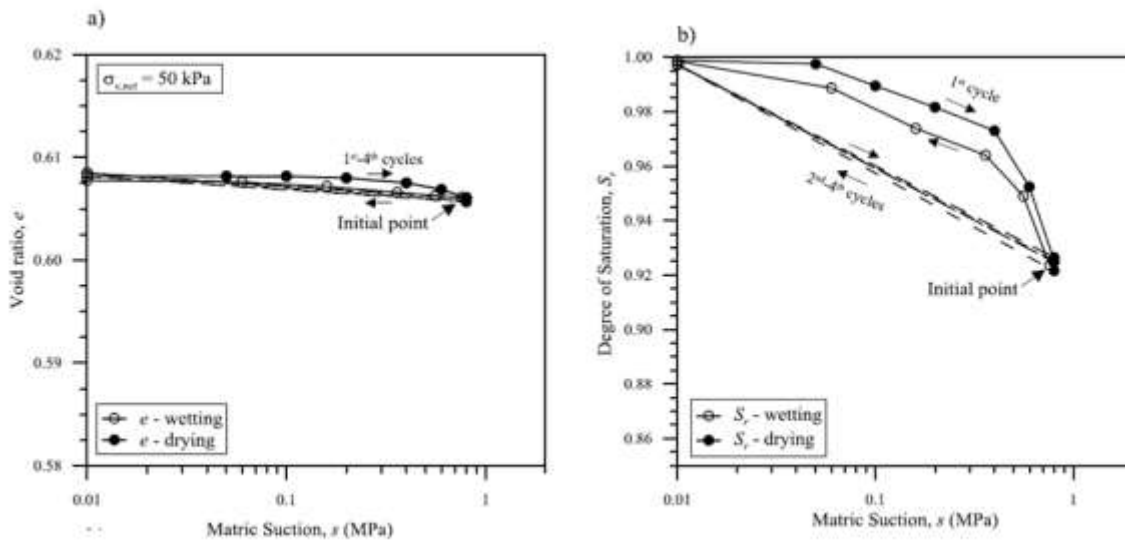 a)
0.62
0.61
0.60
0.59
0.58
Void ratio, e
σv,net = 50 kPa
1st-4th cycles
Initial point
e - wetting
e - drying
0.01
0.1
1
Matric Suction, s (MPa)
b)
1.00
0.98
0.96
0.94
0.92
0.90
0.88
0.86
Degree of Saturation, Sr
1st cycle
2nd-4th cycles
Initial point
Sr - wetting
Sr - drying
0.01
0.1
1
Matric Suction, s (MPa)